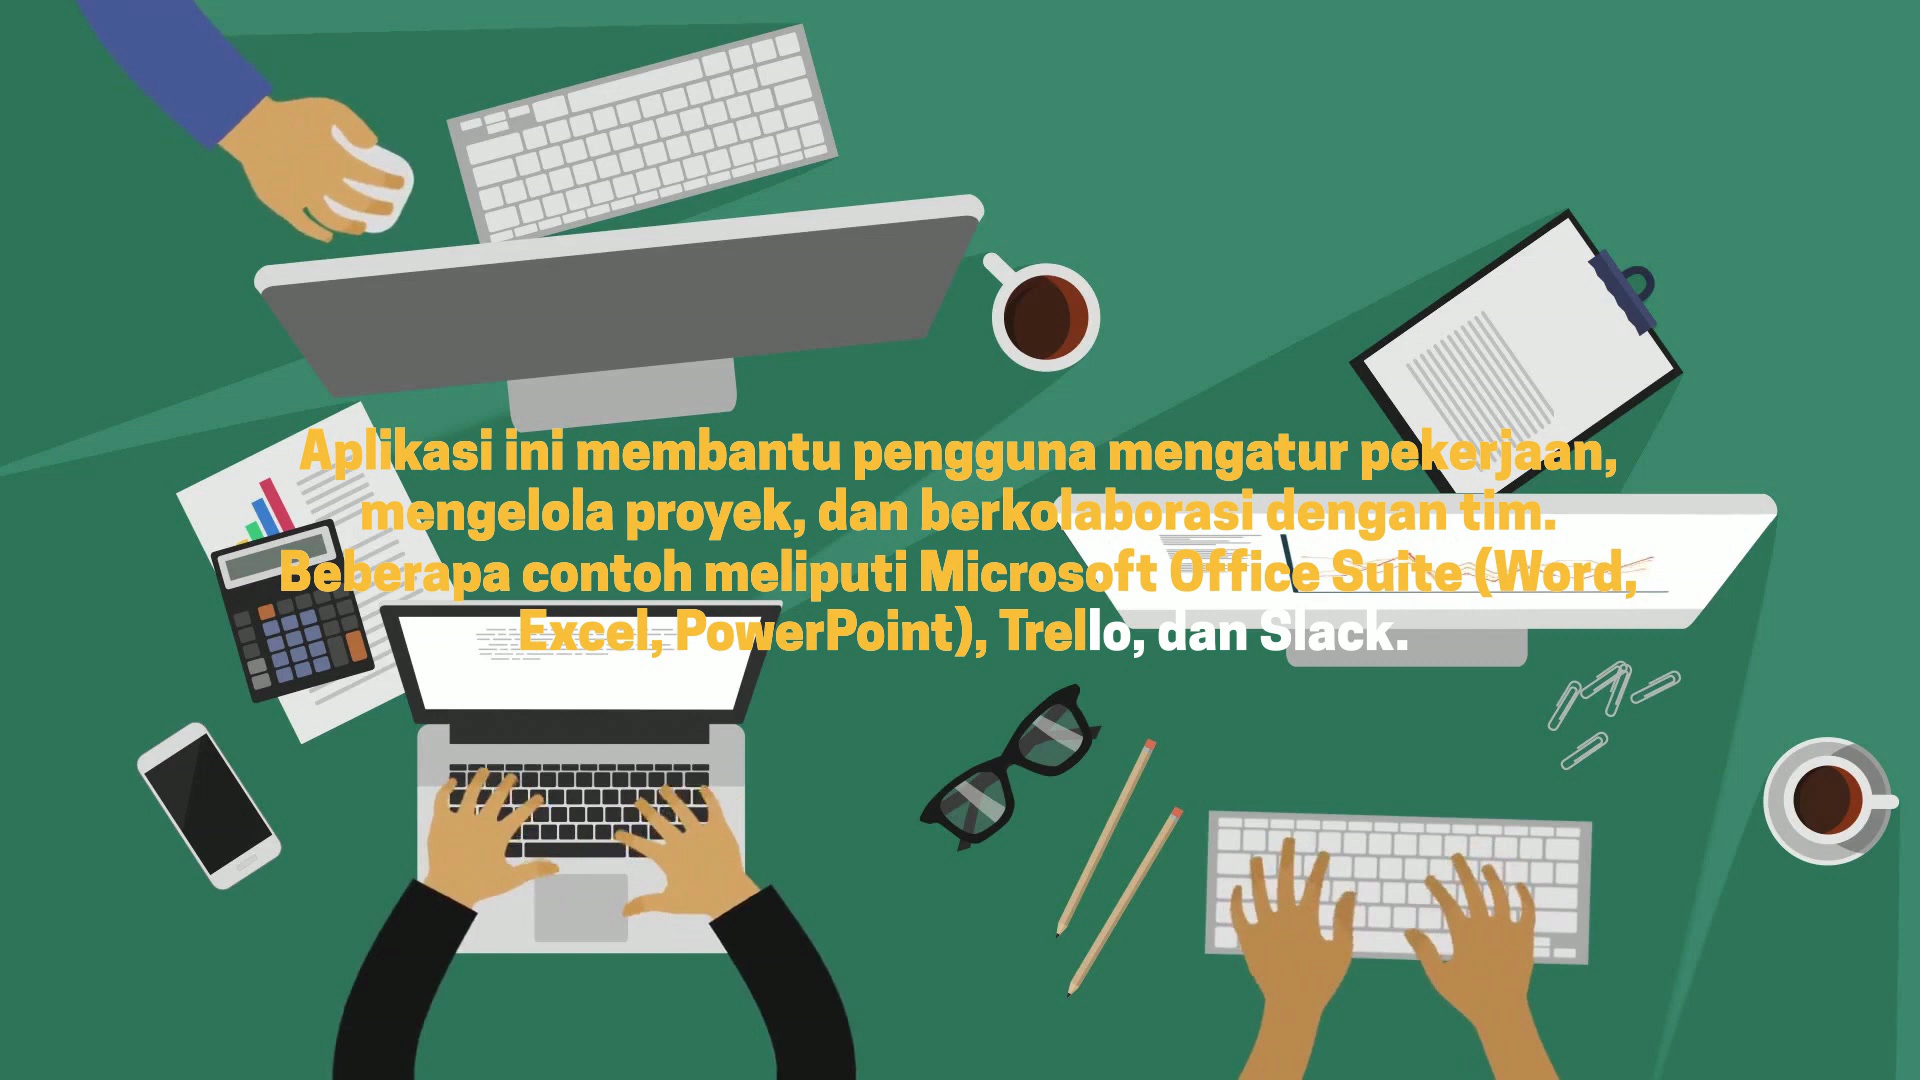 Aplikasi ini membantu pengguna mengatur pekerjaan,
mengelola proyek, dan berkolaborasi dengan tim.
Beberapa contoh meliputi Microsoft Office Suite (Word,
Excel, PowerPoint), Trello, dan Slack.